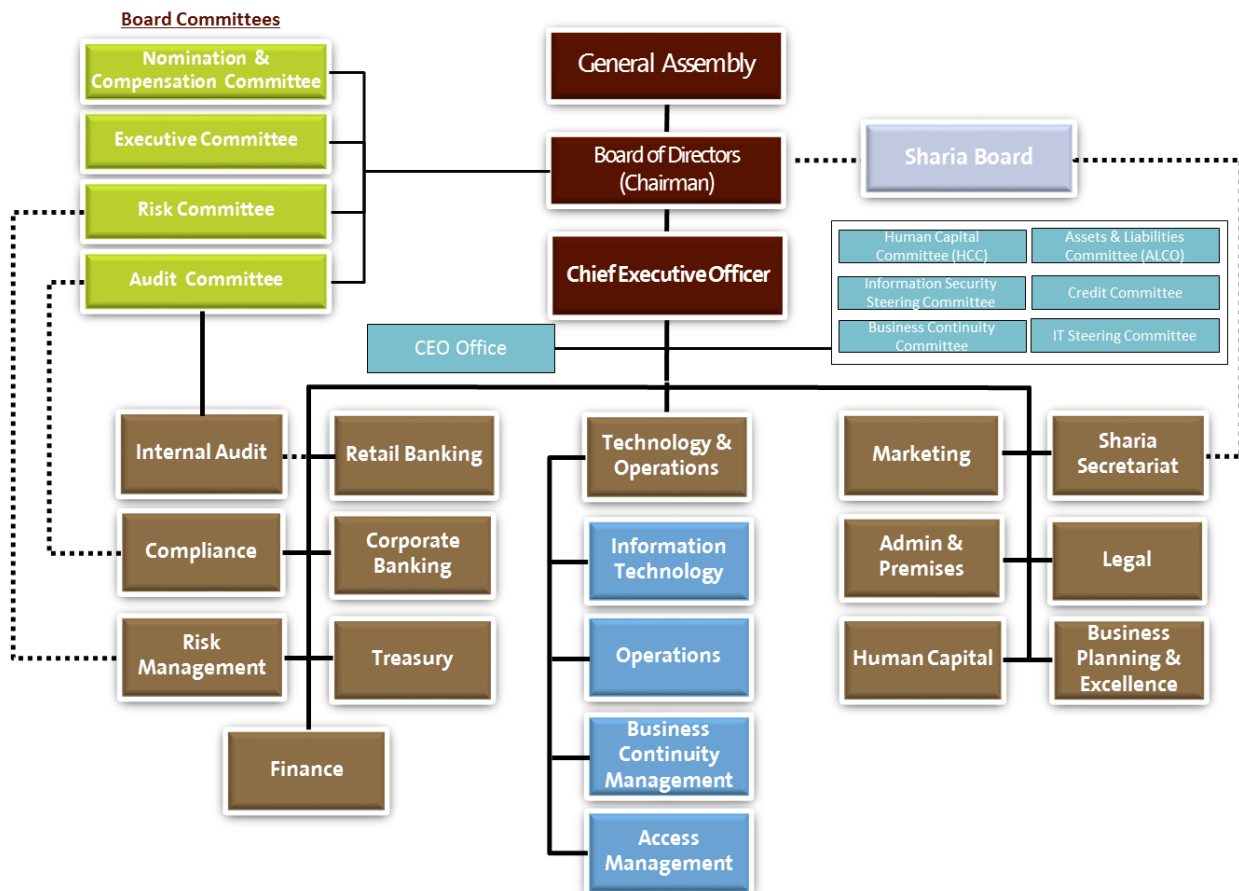 Board Committees
Nomination &
Compensation Committee
Executive Committee
Risk Committee
Audit Committee
General Assembly
Board of Directors
(Chairman)
Chief Executive Officer
Sharia Board
Human Capital
Committee (HCC)
Assets & Liabilities
Committee (ALCO)
Information Security
Steering Committee
Credit Committee
Business Continuity
Committee
IT Steering Committee
CEO Office
Internal Audit
Retail Banking
Compliance
Corporate
Banking
Risk
Management
Treasury
Finance
Technology &
Operations
Information
Technology
Operations
Business
Continuity
Management
Access
Management
Marketing
Sharia
Secretariat
Admin &
Premises
Legal
Human Capital
Business
Planning &
Excellence